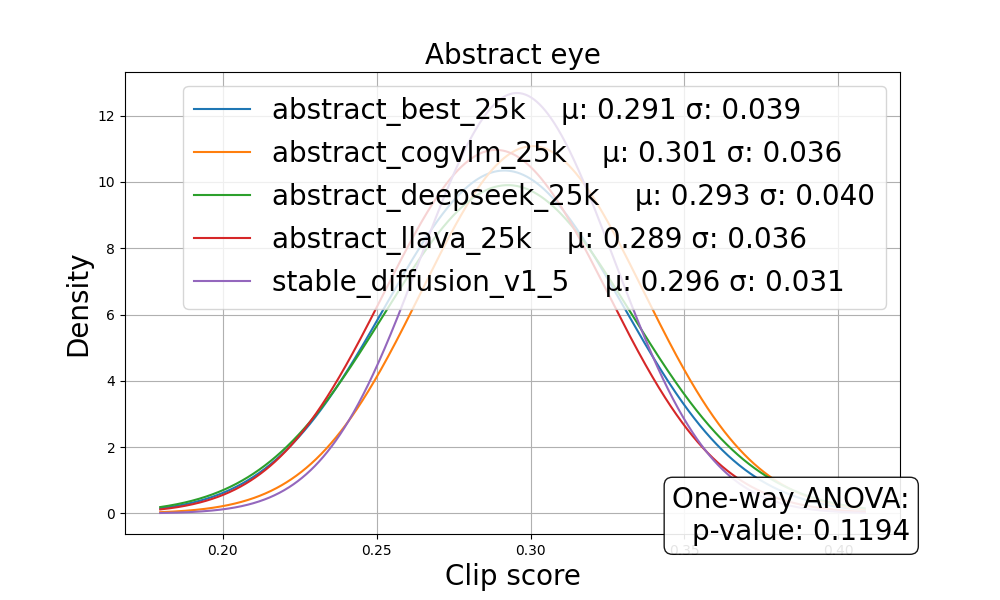 Abstract eye
abstract_best_25k μ: 0.291 σ: 0.039
abstract_cogvlm_25k μ: 0.301 σ: 0.036
abstract_deepseek_25k μ: 0.293 σ: 0.040
abstract_llava_25k μ: 0.289 σ: 0.036
stable_diffusion_v1_5 μ: 0.296 σ: 0.031
Density
12
10
8
6
4
2
0
One-way ANOVA:
p-value: 0.1194
0.20 0.25 0.30 0.35 0.40
Clip score